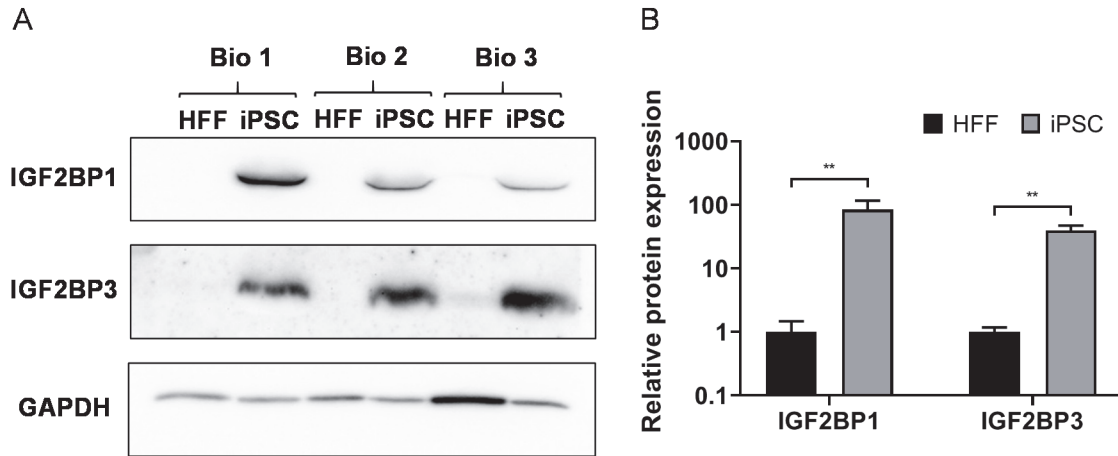 A
Bio 1 Bio 2 Bio 3
HFF iPSC HFF iPSC HFF iPSC
IGF2BP1
IGF2BP3
GAPDH
B
HFF iPSC
Relative protein expression
1000
100
10
1
0.1
**
**
IGF2BP1 IGF2BP3